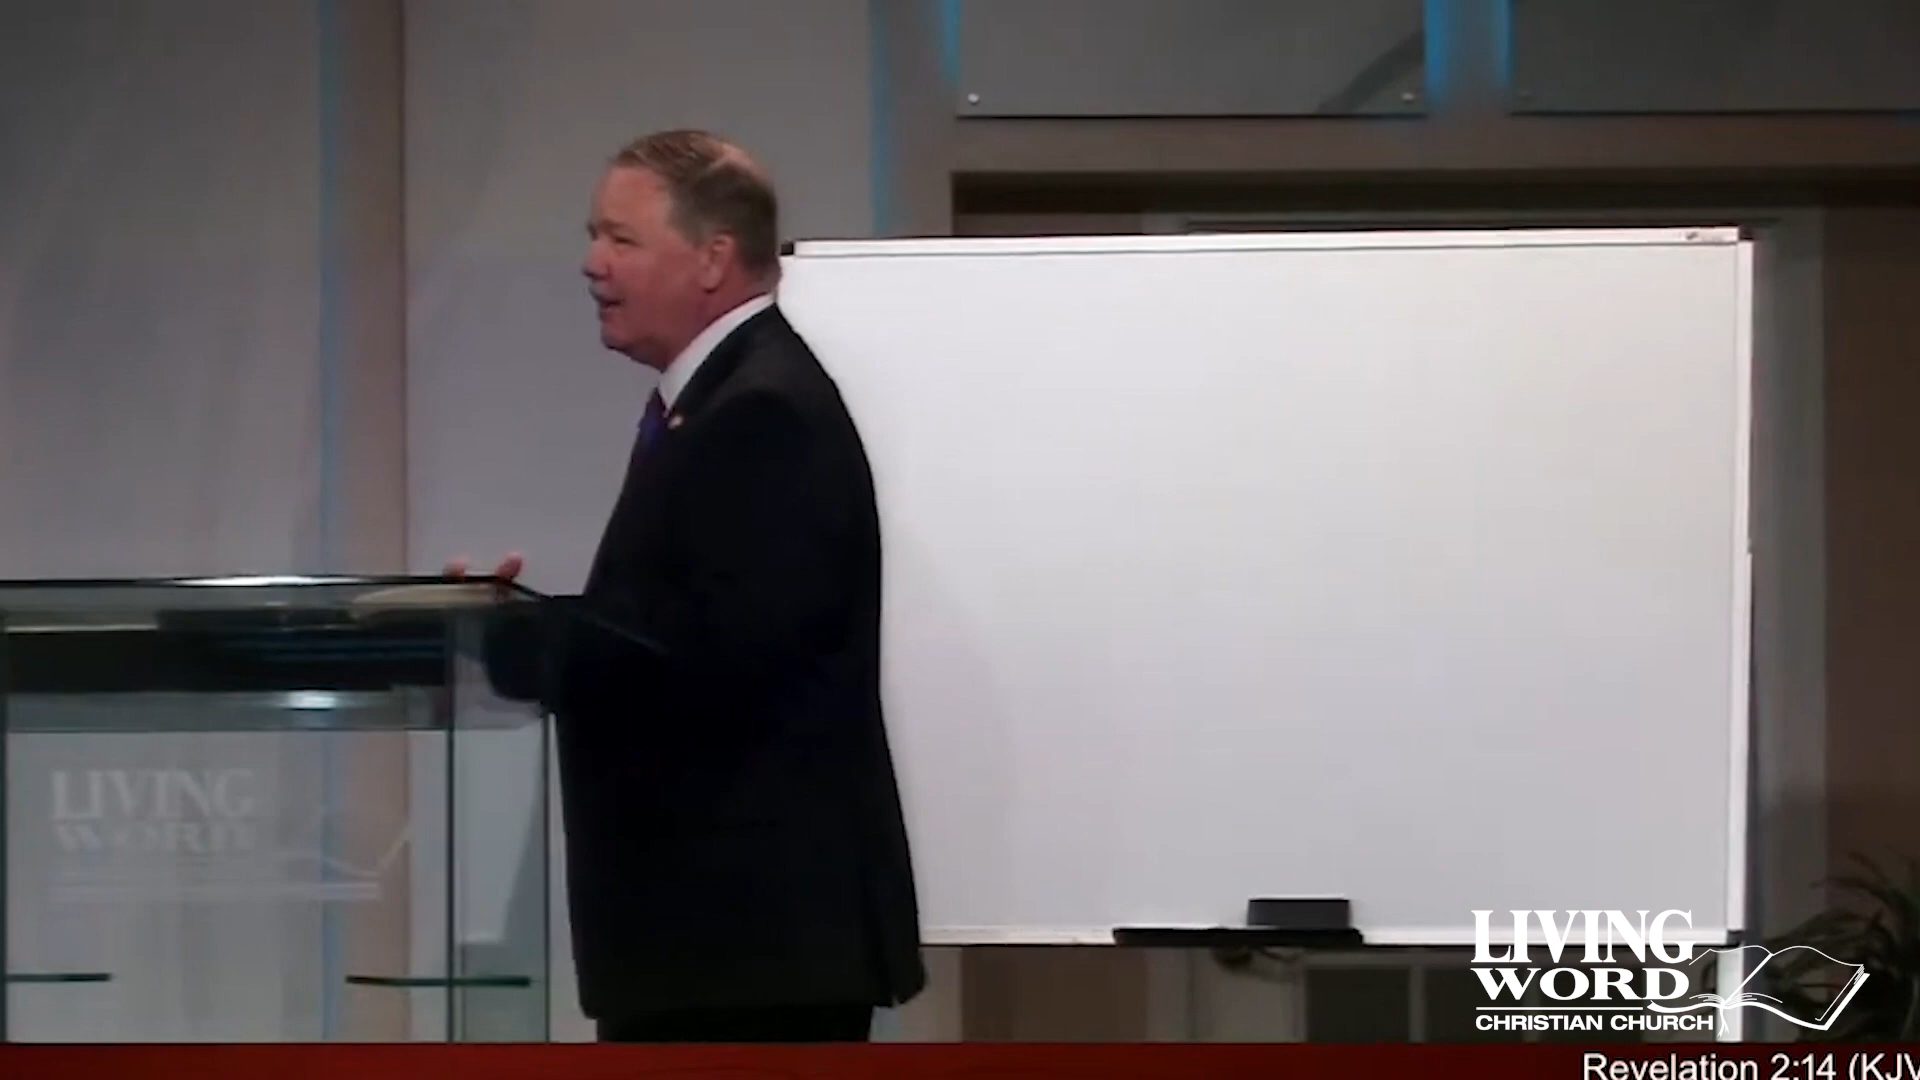 LIVING
WORD
LIVING
WORD
CHRISTIAN CHURCH
Revelation 2:14 (KJV